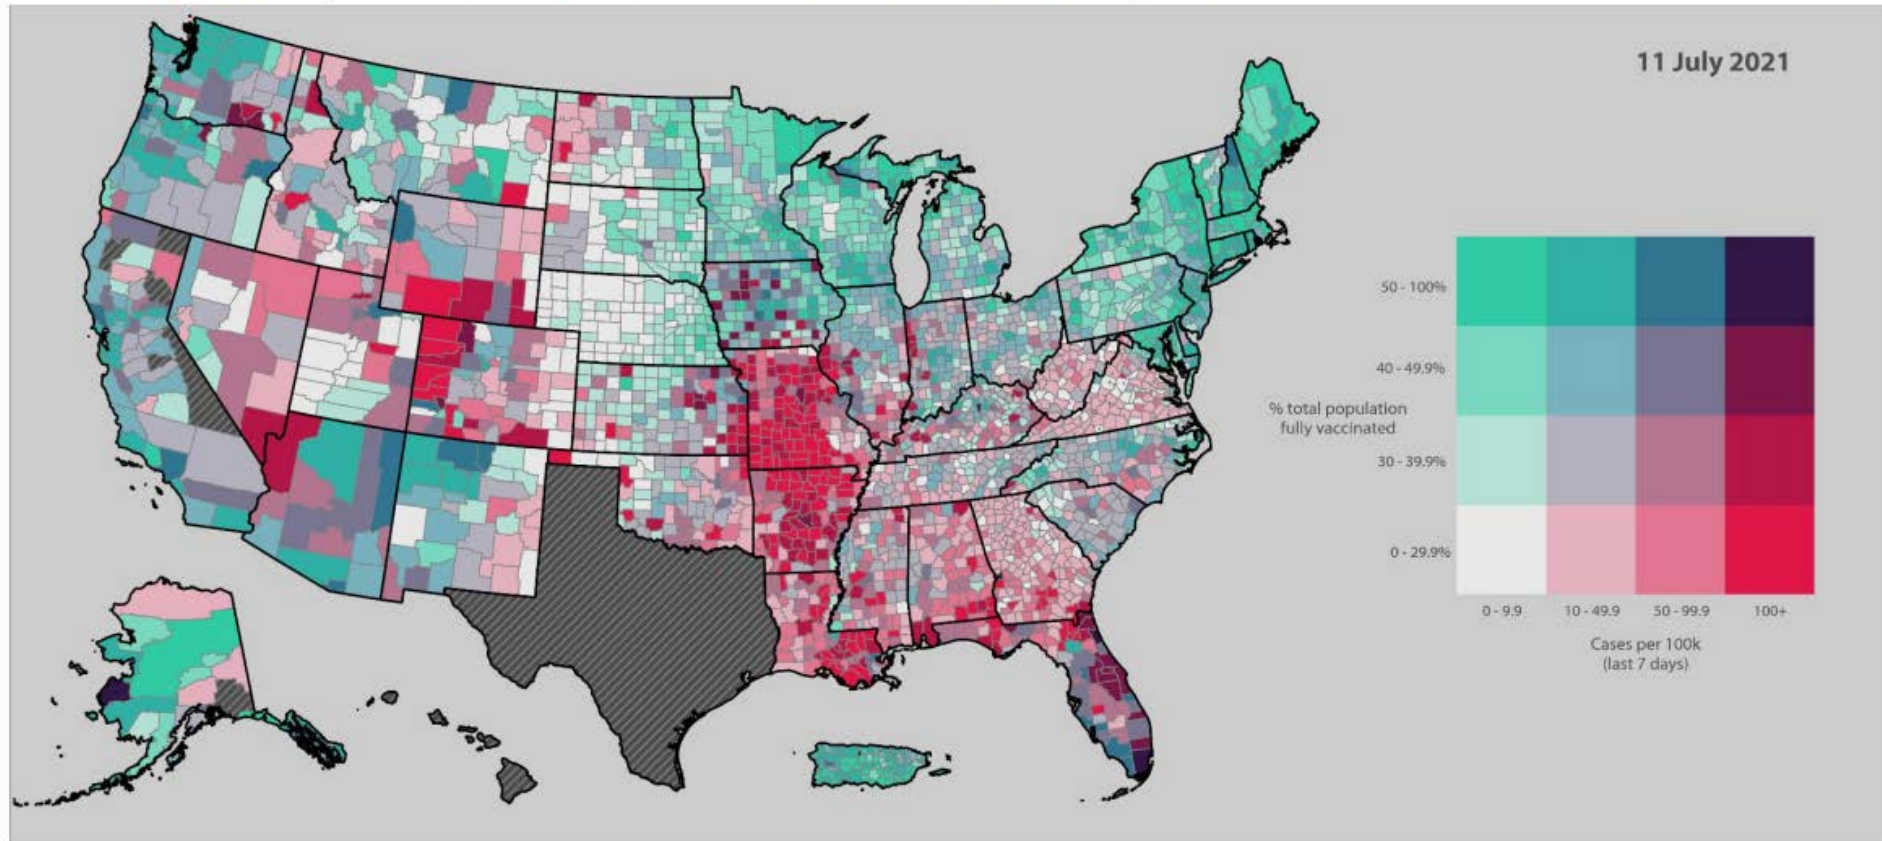 11 July 2021
50 - 100%
40 - 49.9%
% total population
fully vaccinated
30 - 39.9%
0 - 29.9%
0 - 9.9
10 - 49.9
50 - 99.9
100+
Cases per 100k
(last 7 days)